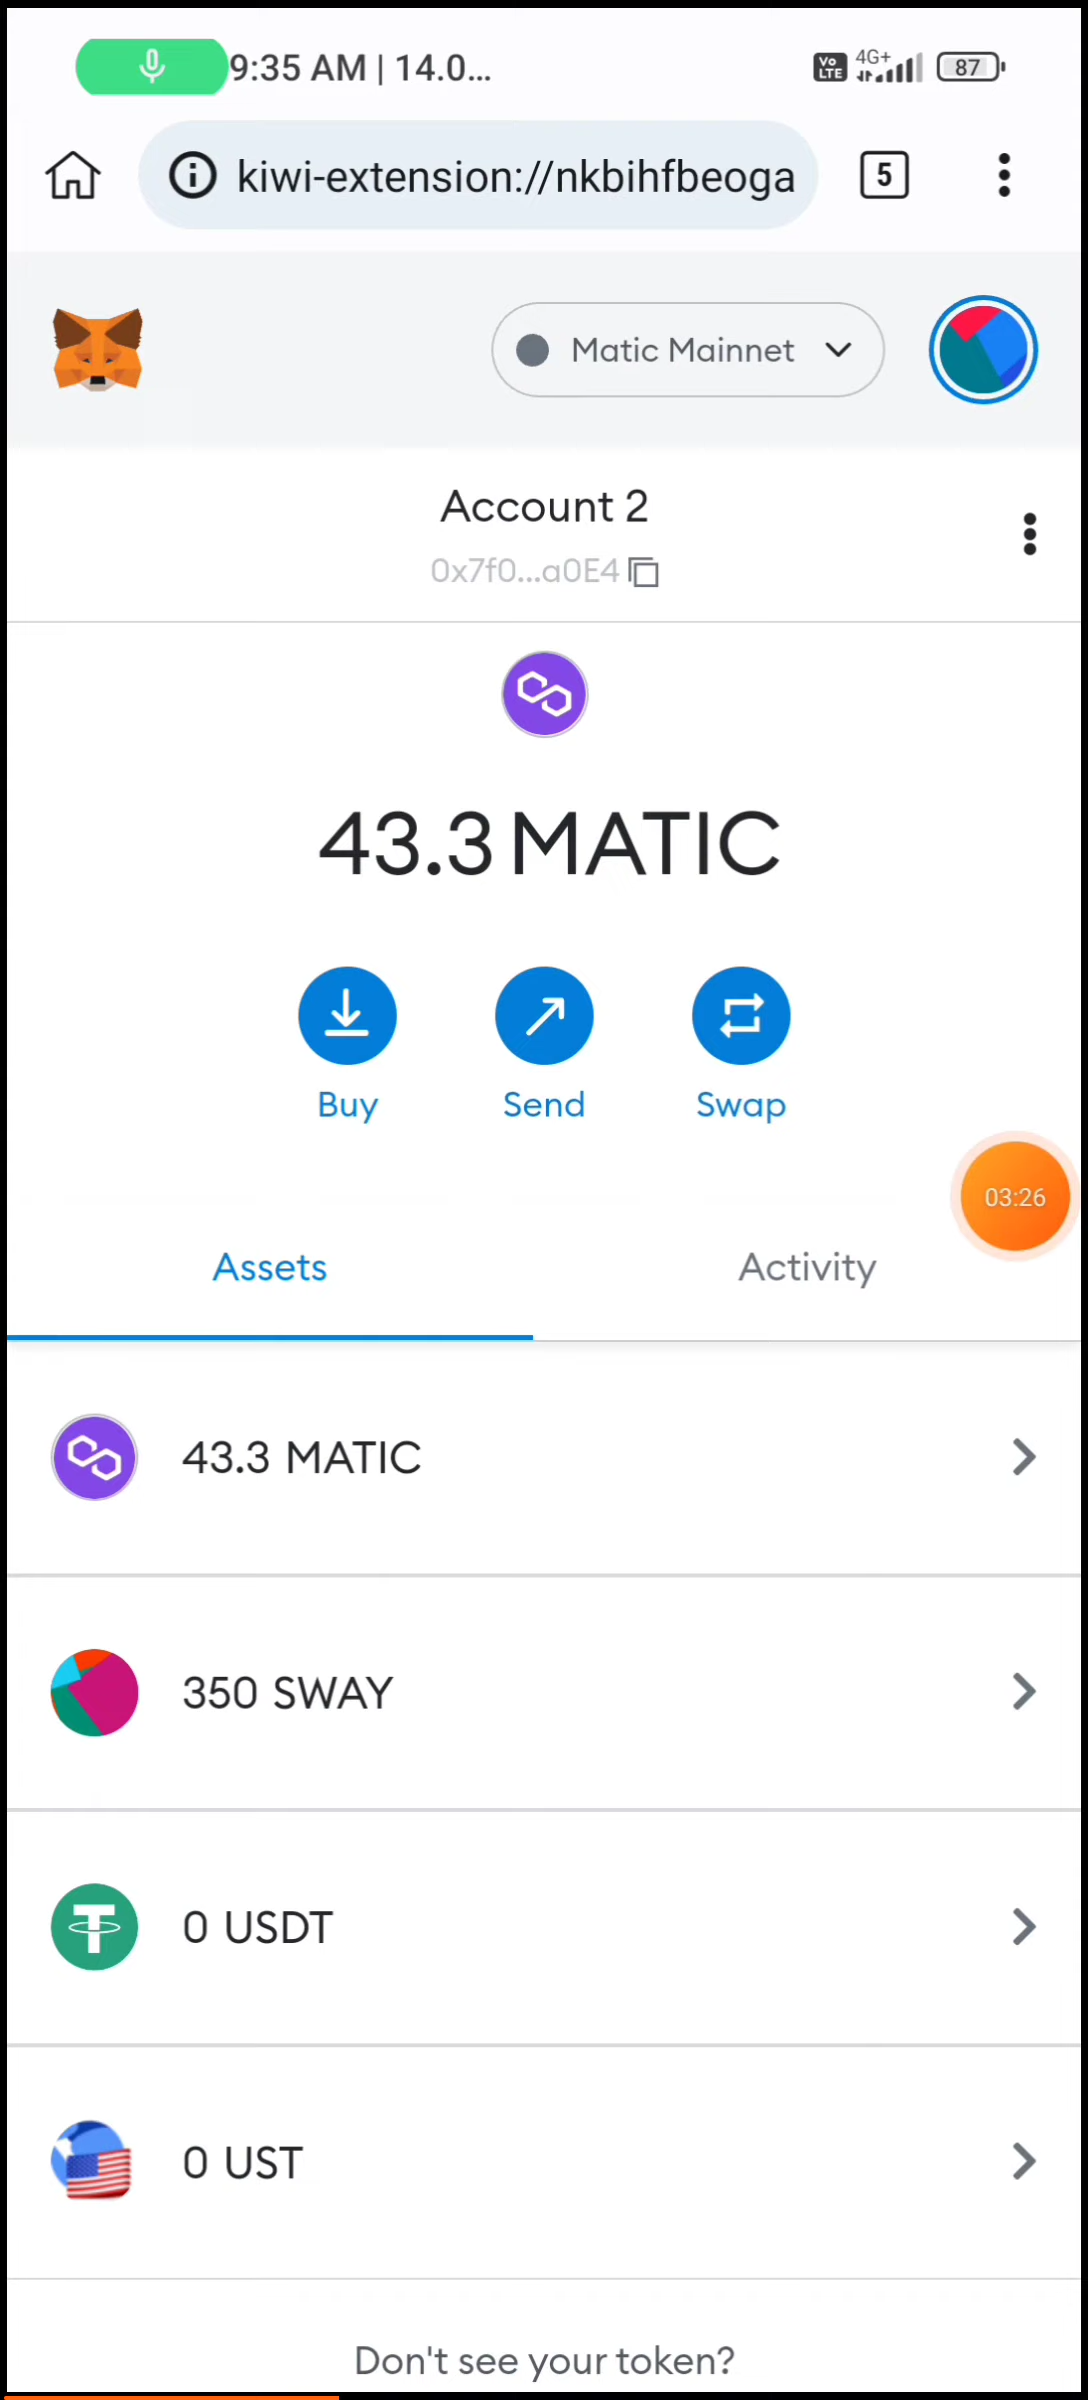 9:35 AM | 14.0...
Vo LTE 4G+ 87
kiwi-extension://nkbihfbeoga
5
Matic Mainnet
Account 2
0x7f0...a0E4
43.3 MATIC
Buy Send Swap
03:26
Assets Activity
43.3 MATIC
350 SWAY
0 USDT
0 UST
Don't see your token?